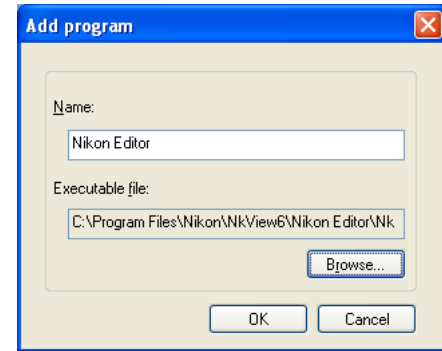 Add program
Name:
Nikon Editor
Executable file:
C:\Program Files\Nikon\NkView6\Nikon Editor\Nk
Browse...
OK Cancel